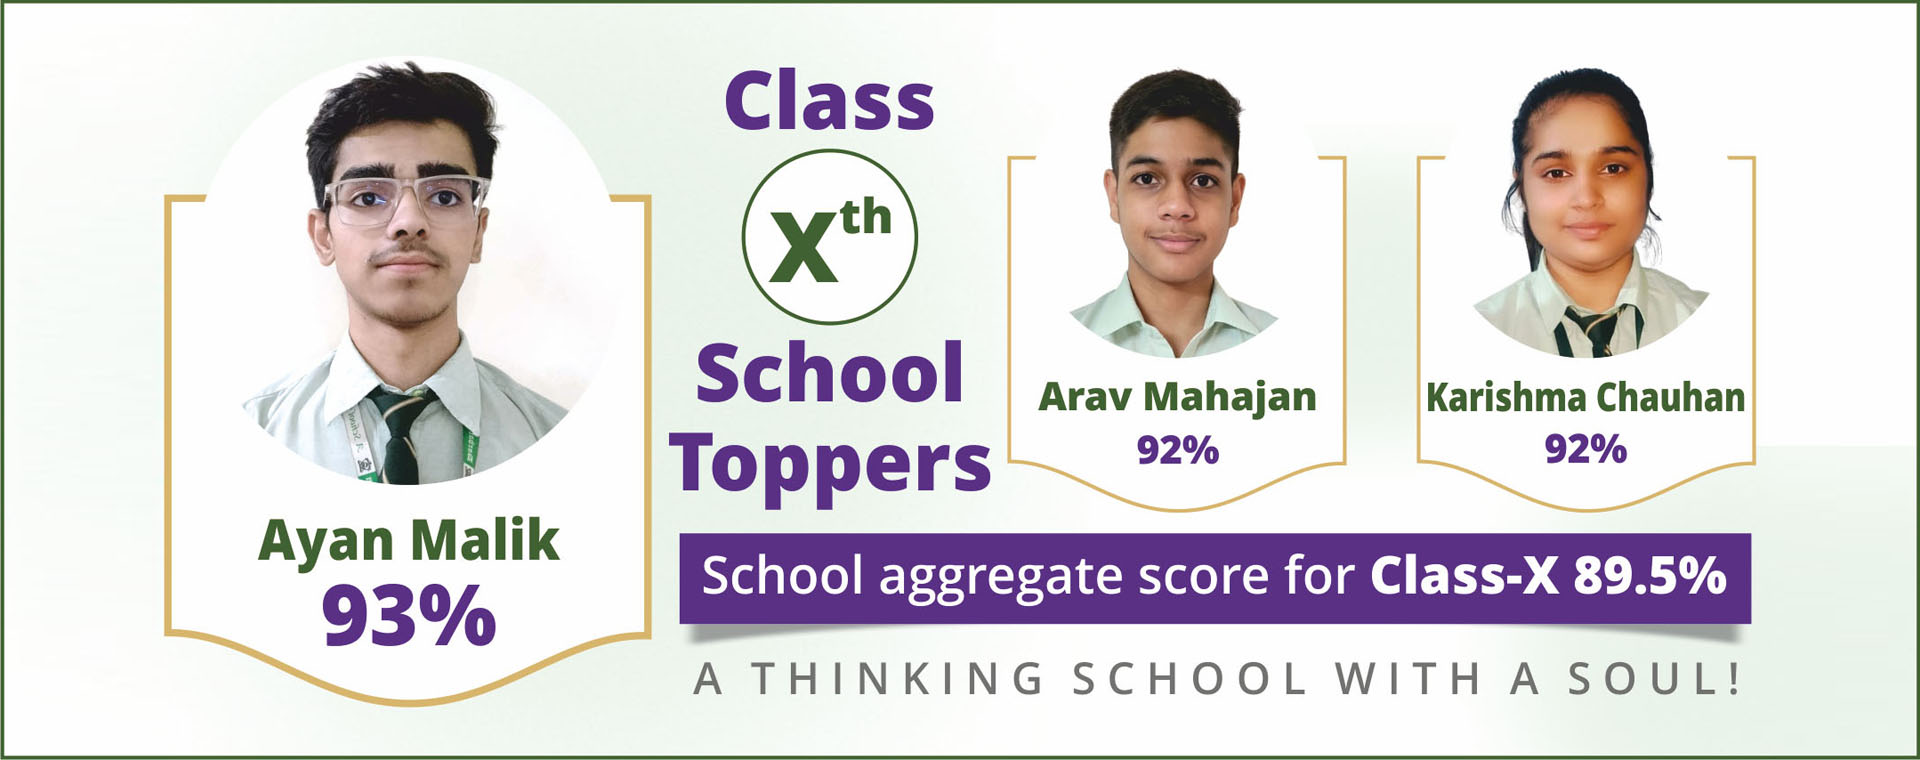 Ayan Malik
93%
Class
Xth
School
Toppers
Arav Mahajan
92%
Karishma Chauhan
92%
School aggregate score for Class-X 89.5%
A THINKING SCHOOL WITH A SOUL!